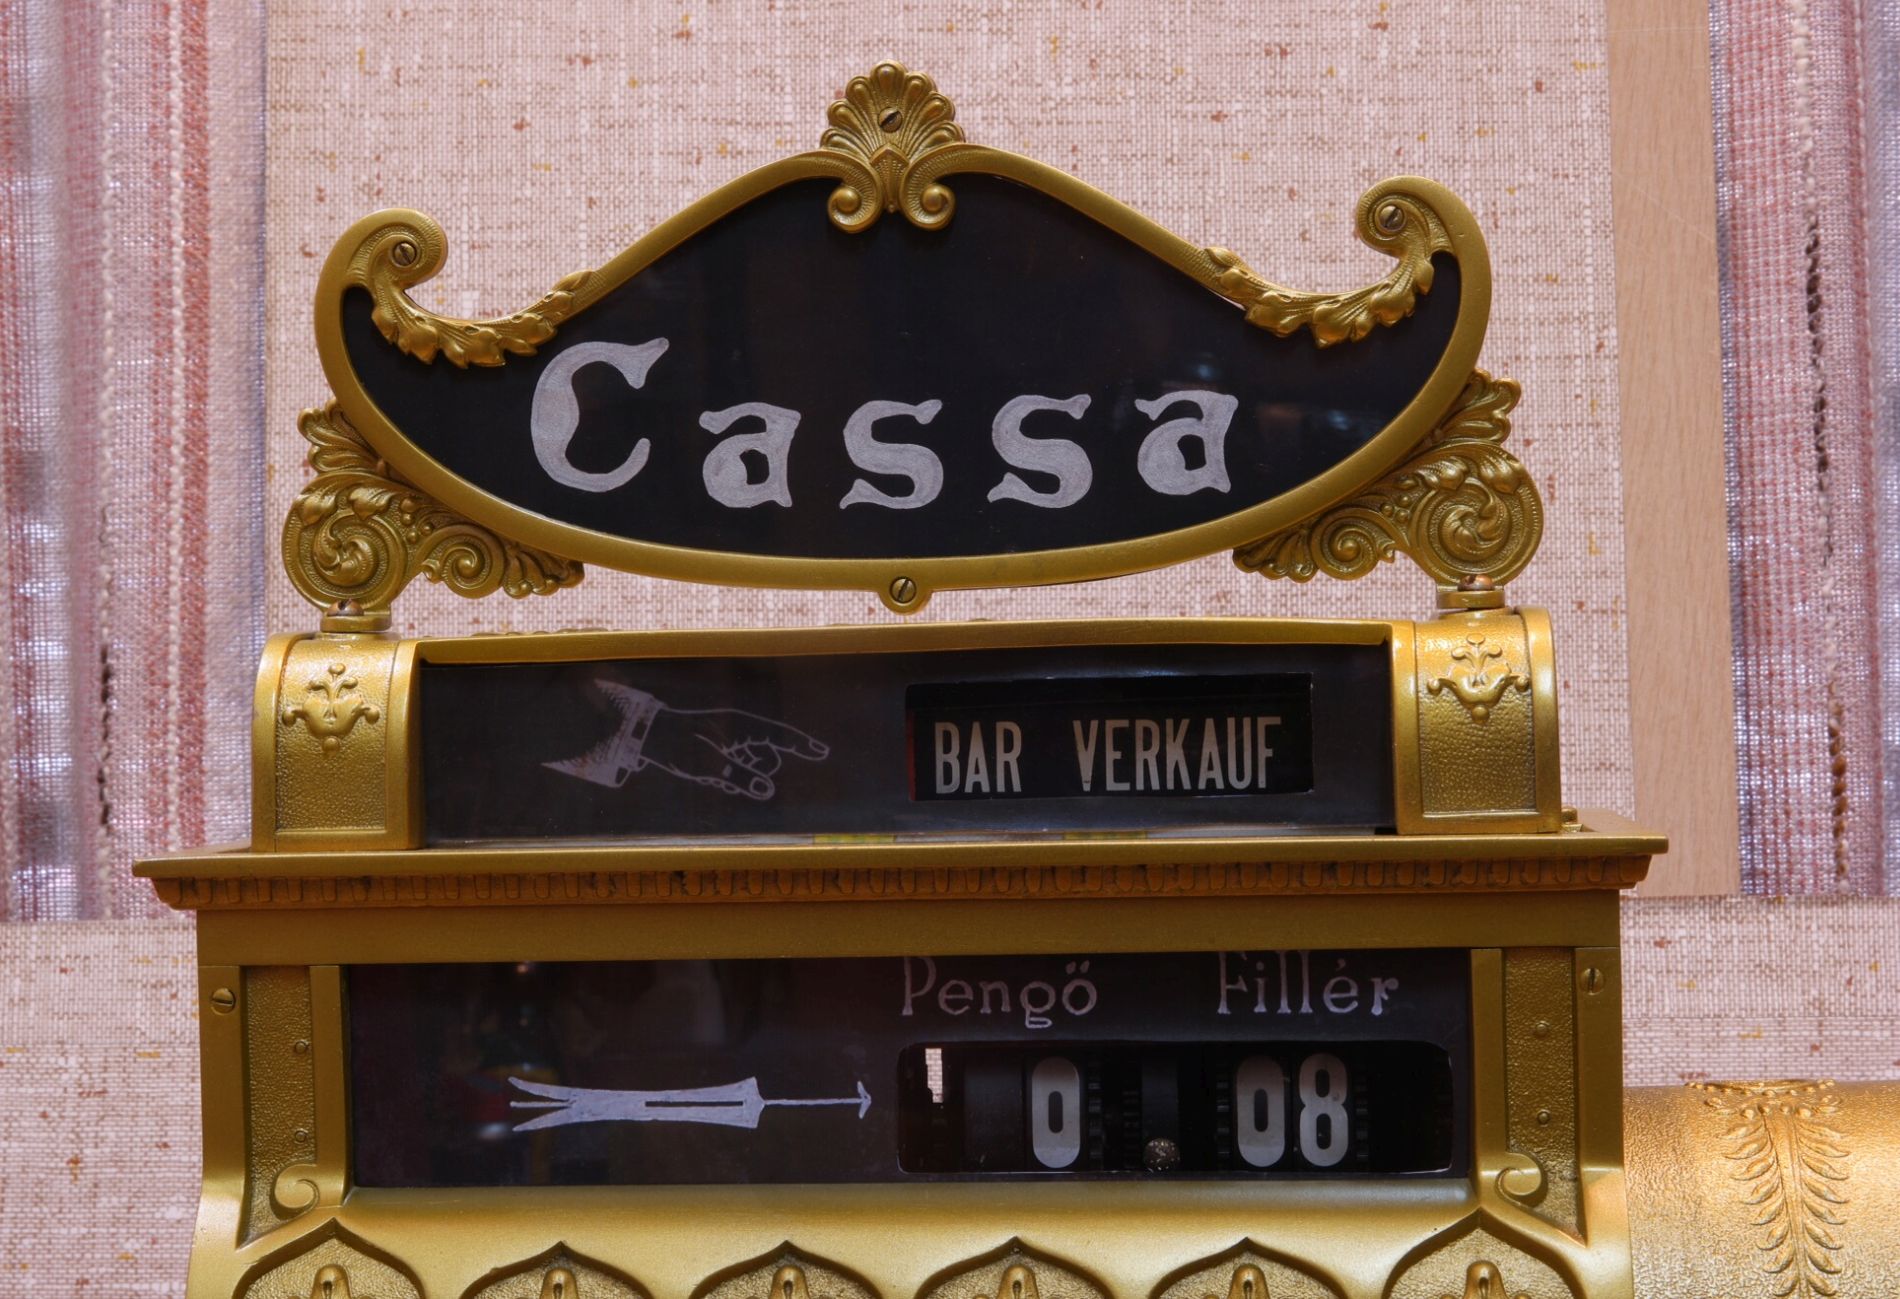 Cassa
BAR VERKAUF
Pengö Fillér
0 08